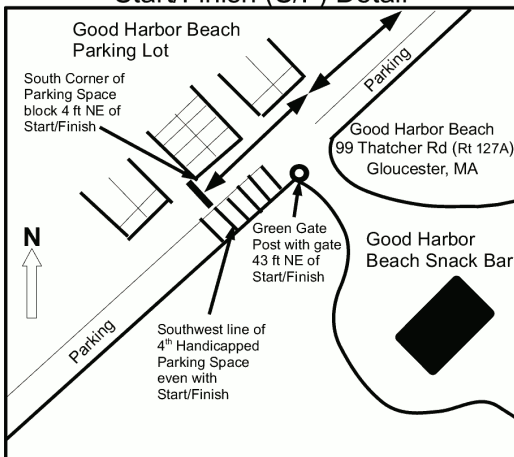 Start/Finish (S/F) Detail
Good Harbor Beach
Parking Lot
South Corner of
Parking Space
block 4 ft NE of
Start/Finish
Parking
Good Harbor Beach
99 Thatcher Rd (Rt 127A)
Gloucester, MA
N
Green Gate
Post with gate
43 ft NE of
Start/Finish
Good Harbor
Beach Snack Bar
Parking
Southwest line of
4th Handicapped
Parking Space
even with
Start/Finish